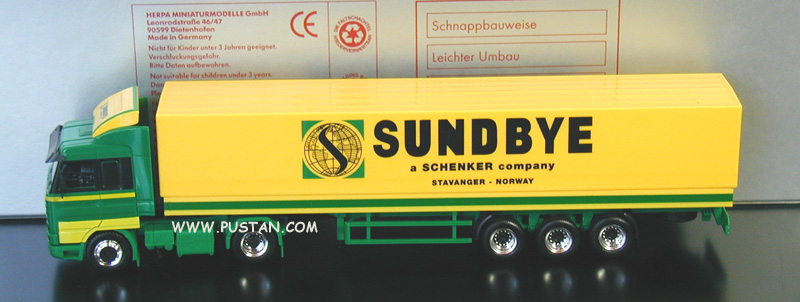 HERPA MINIATURMODELLE GmbH
Leonrodstraße 46/47
90599 Dietenhofen
Made in Germany
Nicht für Kinder unter 3 Jahren geeignet.
Verschluckungsgefahr.
Bitte Daten aufbewahren.
Not suitable for children under 3 years.
CE
Schnappbauweise
Leichter Umbau
SUNDBYE
a SCHENKER company
STAVANGER - NORWAY
WWW.PUSTAN.COM